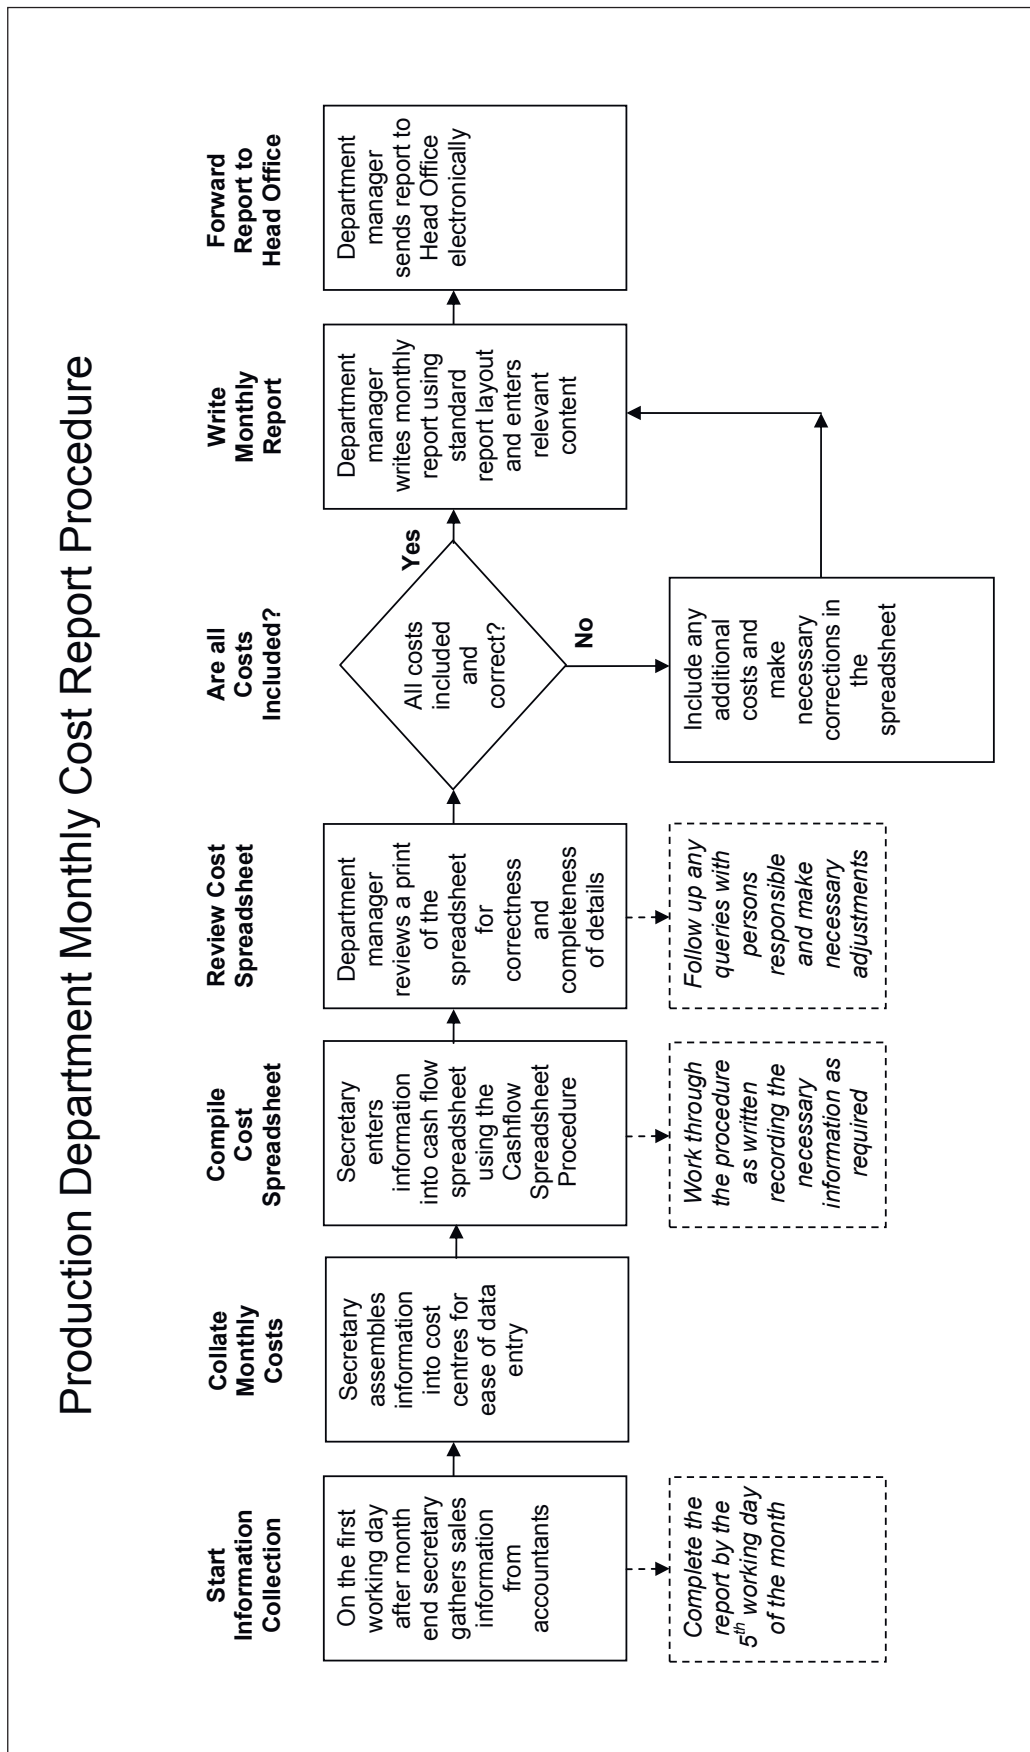 Production Department Monthly Cost Report Procedure
Start
Information
Collection
Collate
Monthly
Costs
Compile
Cost
Spreadsheet
Review Cost
Spreadsheet
Are all
Costs
Included?
Write
Monthly
Report
Forward
Report to
Head Office
On the first
working day
after month
end secretary
gathers sales
information
from
accountants
Secretary
assembles
information
into cost
centres for
ease of data
entry
Secretary
enters
information
into cash flow
spreadsheet
using the
Cashflow
Spreadsheet
Procedure
Department
manager
reviews a print
of the
spreadsheet
for
correctness
and
completeness
of details
All costs
included
and
correct?
Yes
No
Department
manager
writes monthly
report using
standard
report layout
and enters
relevant
content
Department
manager
sends report to
Head Office
electronically
Complete the
report by the
5th working day
of the month
Work through
the procedure
as written
recording the
necessary
information as
required
Follow up any
queries with
persons
responsible
and make
necessary
adjustments
Include any
additional
costs and
make
necessary
corrections in
the
spreadsheet